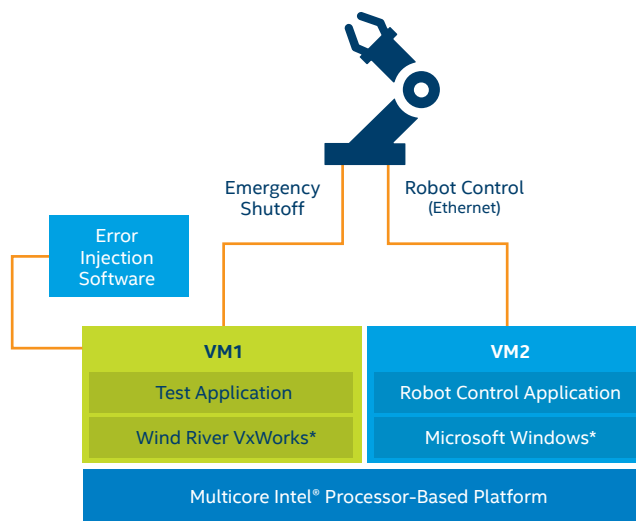 Emergency
Shutoff
Robot Control
(Ethernet)
Error
Injection
Software
VM1
Test Application
Wind River VxWorks*
VM2
Robot Control Application
Microsoft Windows*
Multicore Intel® Processor-Based Platform